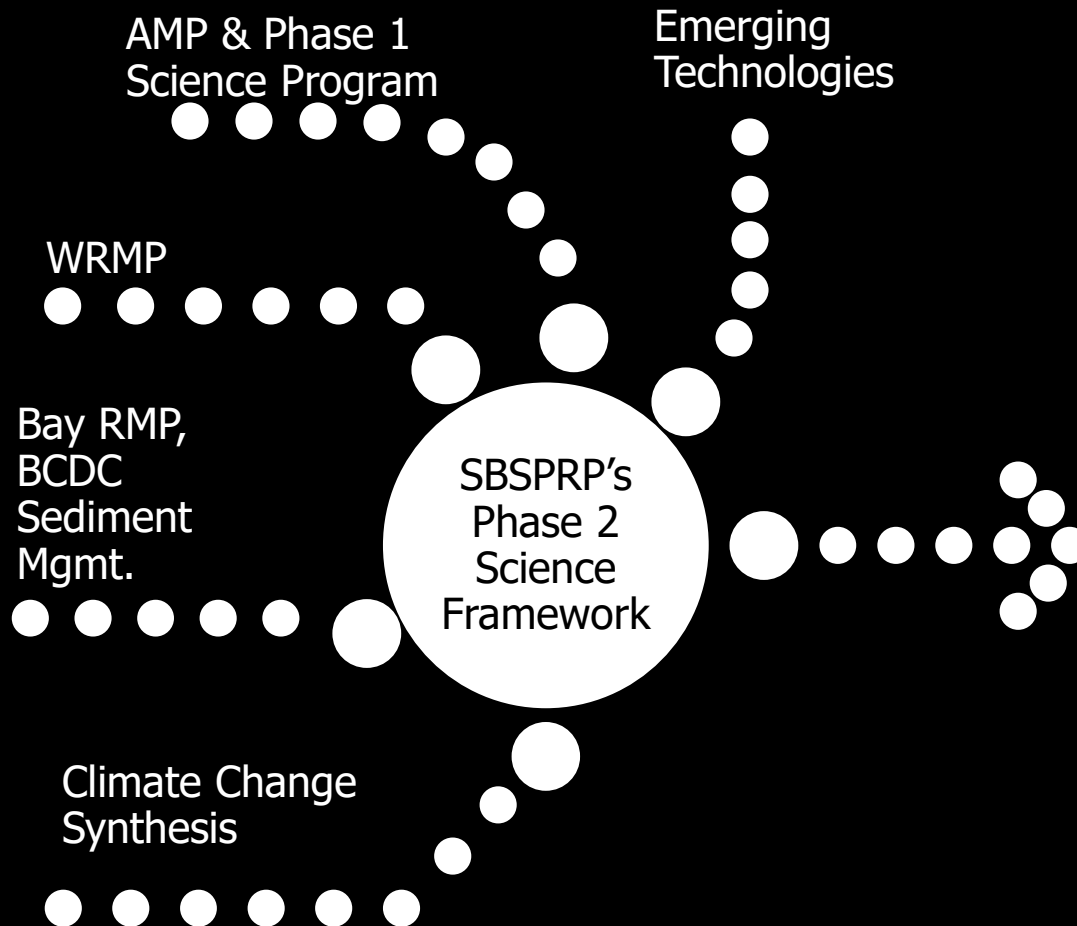 AMP & Phase 1
Science Program
Emerging
Technologies
WRMP
Bay RMP,
BCDC
Sediment
Mgmt.
SBSPRP’s
Phase 2
Science
Framework
Climate Change
Synthesis